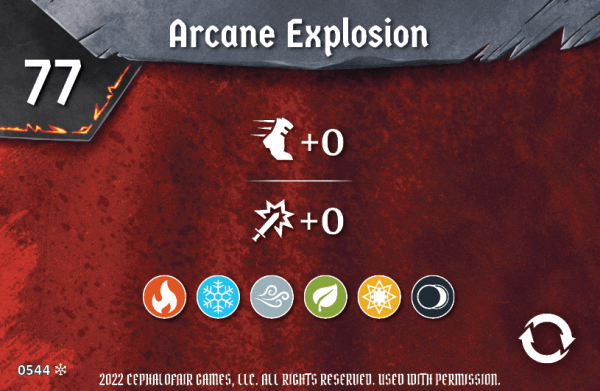 Arcane Explosion
77
+0
+0
0544
2022 CEPHALOFAIR GAMES, LLC. ALL RIGHTS RESERVED. USED WITH PERMISSION.